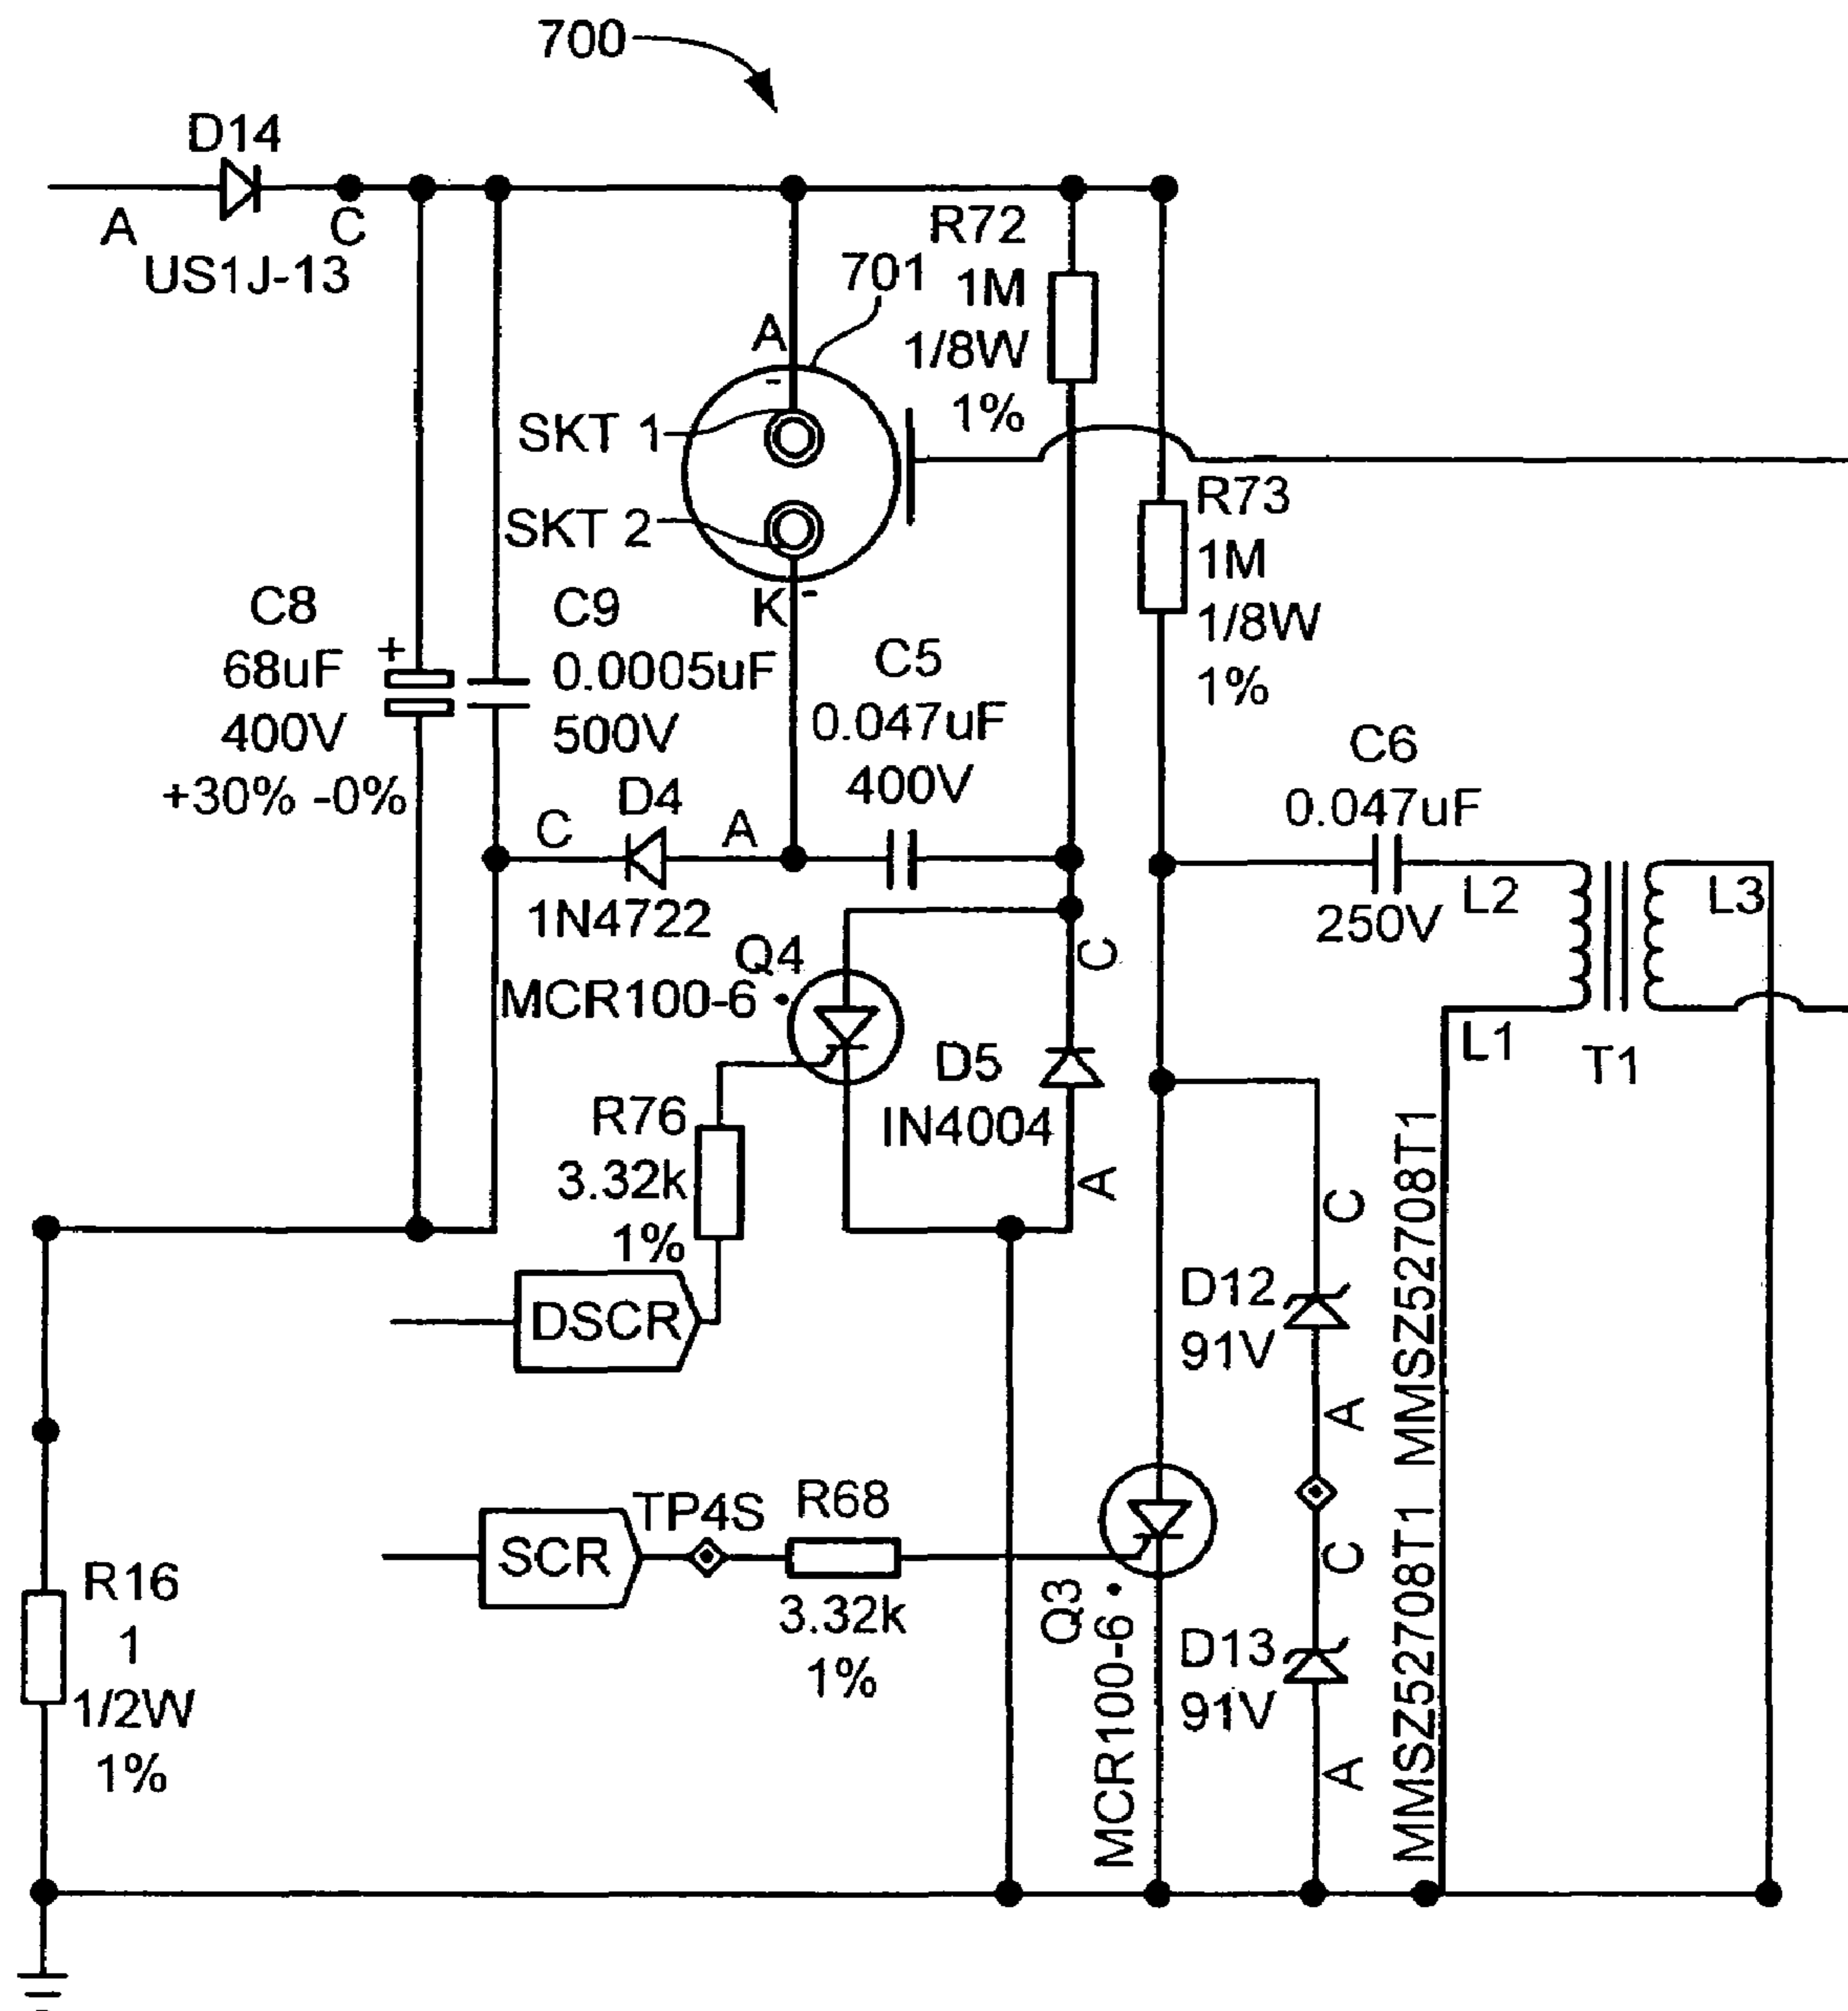 700
D14
A
C
US1J-13
R72
1M
1/8W
1%
701
A
-
SKT 1
SKT 2
K
-
R73
1M
1/8W
1%
C8
68uF
400V
+30% -0%
+
C9
0.0005uF
500V
C5
0.047uF
400V
C
D4
A
1N4722
C6
0.047uF
250V
L2
L3
L1
T1
Q4
MCR100-6
C
D5
IN4004
A
R76
3.32k
1%
DSCR
C
D12
91V
A
MMSZ52708T1 MMSZ52708T1
SCR
TP4S
R68
3.32k
1%
Q3
MCR100-6
C
D13
91V
A
R16
1
1/2W
1%